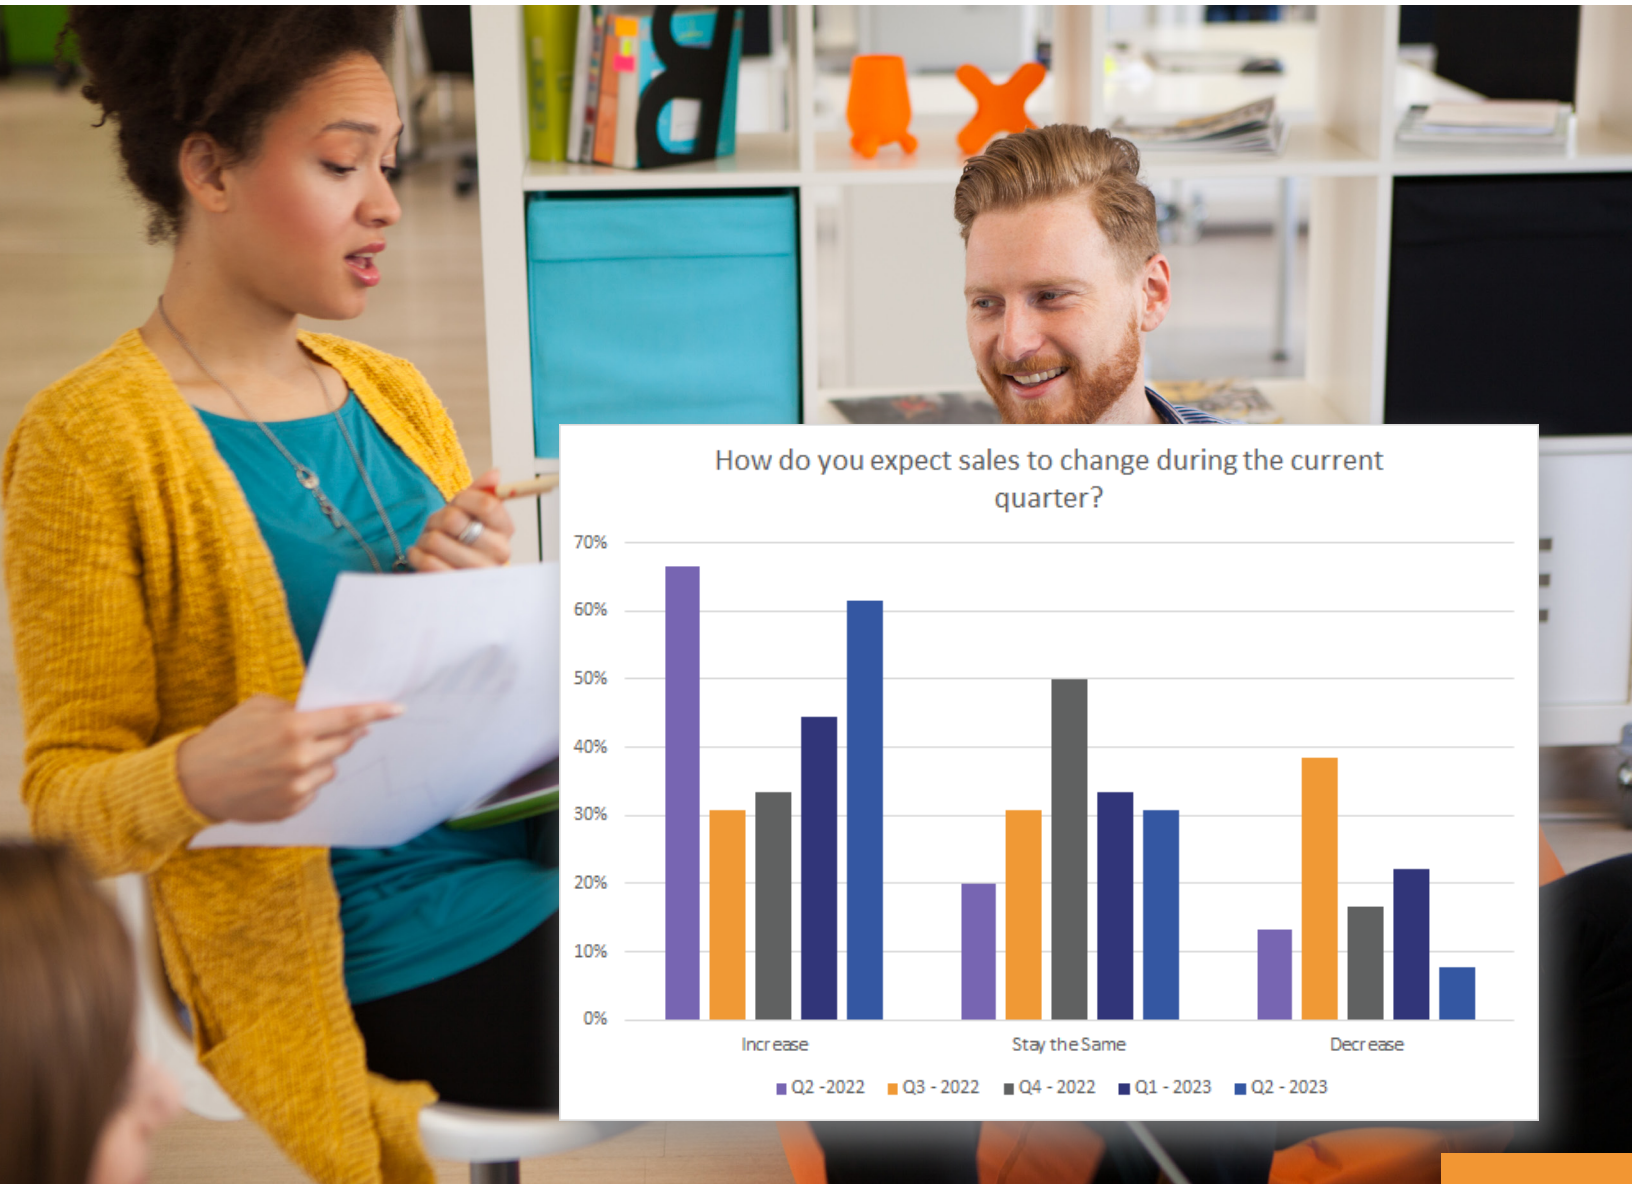 How do you expect sales to change during the current
quarter?
70%
60%
50%
40%
30%
20%
10%
0%
Increase Stay the Same Decrease
Q2 -2022 Q3 - 2022 Q4 - 2022 Q1 - 2023 Q2 - 2023